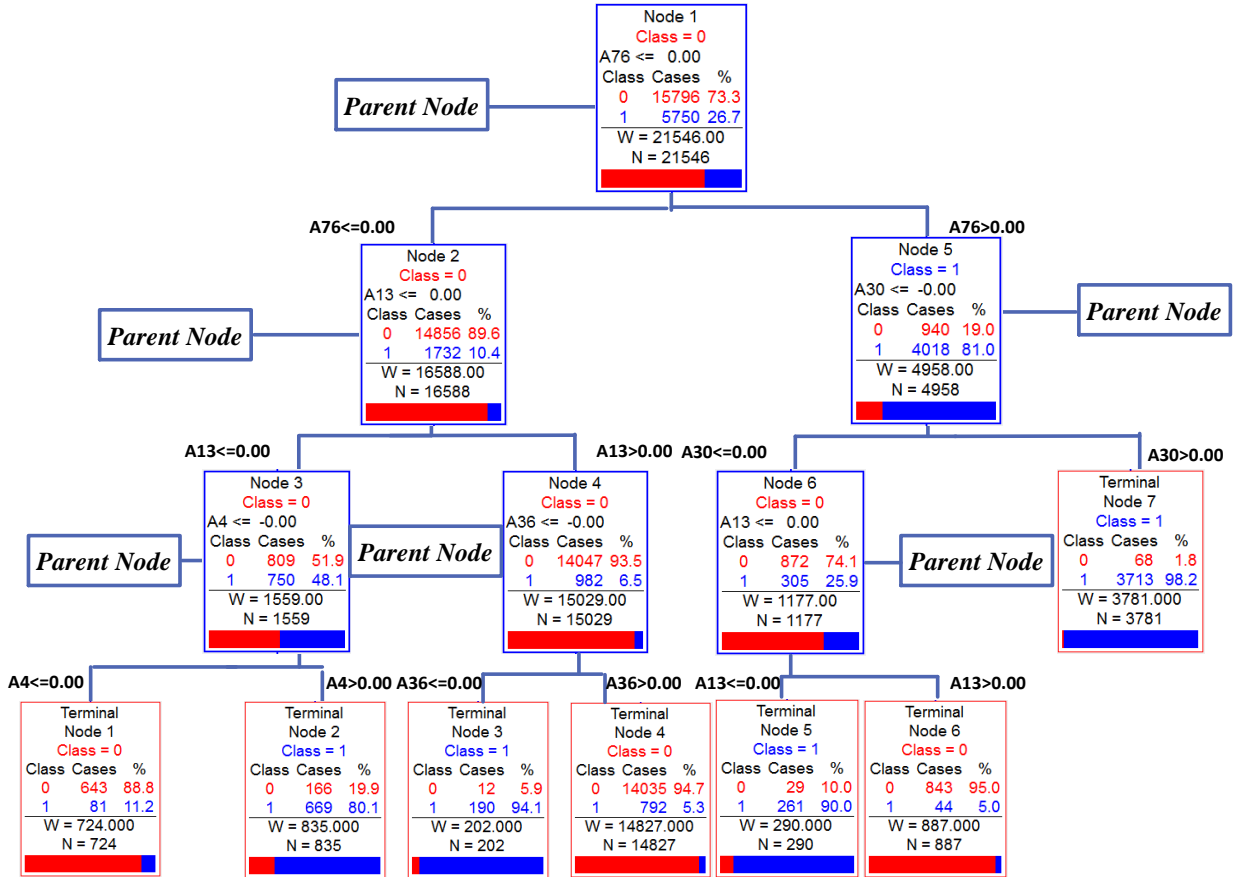 Node 1
Class = 0
A76 <= 0.00
Class Cases %
0 15796 73.3
1 5750 26.7
W = 21546.00
N = 21546
Parent Node
A76<=0.00
A76>0.00
Node 2
Class = 0
A13 <= 0.00
Class Cases %
0 14856 89.6
1 1732 10.4
W = 16588.00
N = 16588
Parent Node
Node 5
Class = 1
A30 <= -0.00
Class Cases %
0 940 19.0
1 4018 81.0
W = 4958.00
N = 4958
Parent Node
A13<=0.00
A13>0.00
A30<=0.00
A30>0.00
Node 3
Class = 0
A4 <= -0.00
Class Cases %
0 809 51.9
1 750 48.1
W = 1559.00
N = 1559
Parent Node
Parent Node
Node 4
Class = 0
A36 <= -0.00
Class Cases %
0 14047 93.5
1 982 6.5
W = 15029.00
N = 15029
Node 6
Class = 0
A13 <= 0.00
Class Cases %
0 872 74.1
1 305 25.9
W = 1177.00
N = 1177
Parent Node
Terminal
Node 7
Class = 1
Class Cases %
0 68 1.8
1 3713 98.2
W = 3781.000
N = 3781
A4<=0.00
A4>0.00
A36<=0.00
A36>0.00
A13<=0.00
A13>0.00
Terminal
Node 1
Class = 0
Class Cases %
0 643 88.8
1 81 11.2
W = 724.000
N = 724
Terminal
Node 2
Class = 1
Class Cases %
0 166 19.9
1 669 80.1
W = 835.000
N = 835
Terminal
Node 3
Class = 1
Class Cases %
0 12 5.9
1 190 94.1
W = 202.000
N = 202
Terminal
Node 4
Class = 0
Class Cases %
0 14035 94.7
1 792 5.3
W = 14827.000
N = 14827
Terminal
Node 5
Class = 1
Class Cases %
0 29 10.0
1 261 90.0
W = 290.000
N = 290
Terminal
Node 6
Class = 0
Class Cases %
0 843 95.0
1 44 5.0
W = 887.000
N = 887